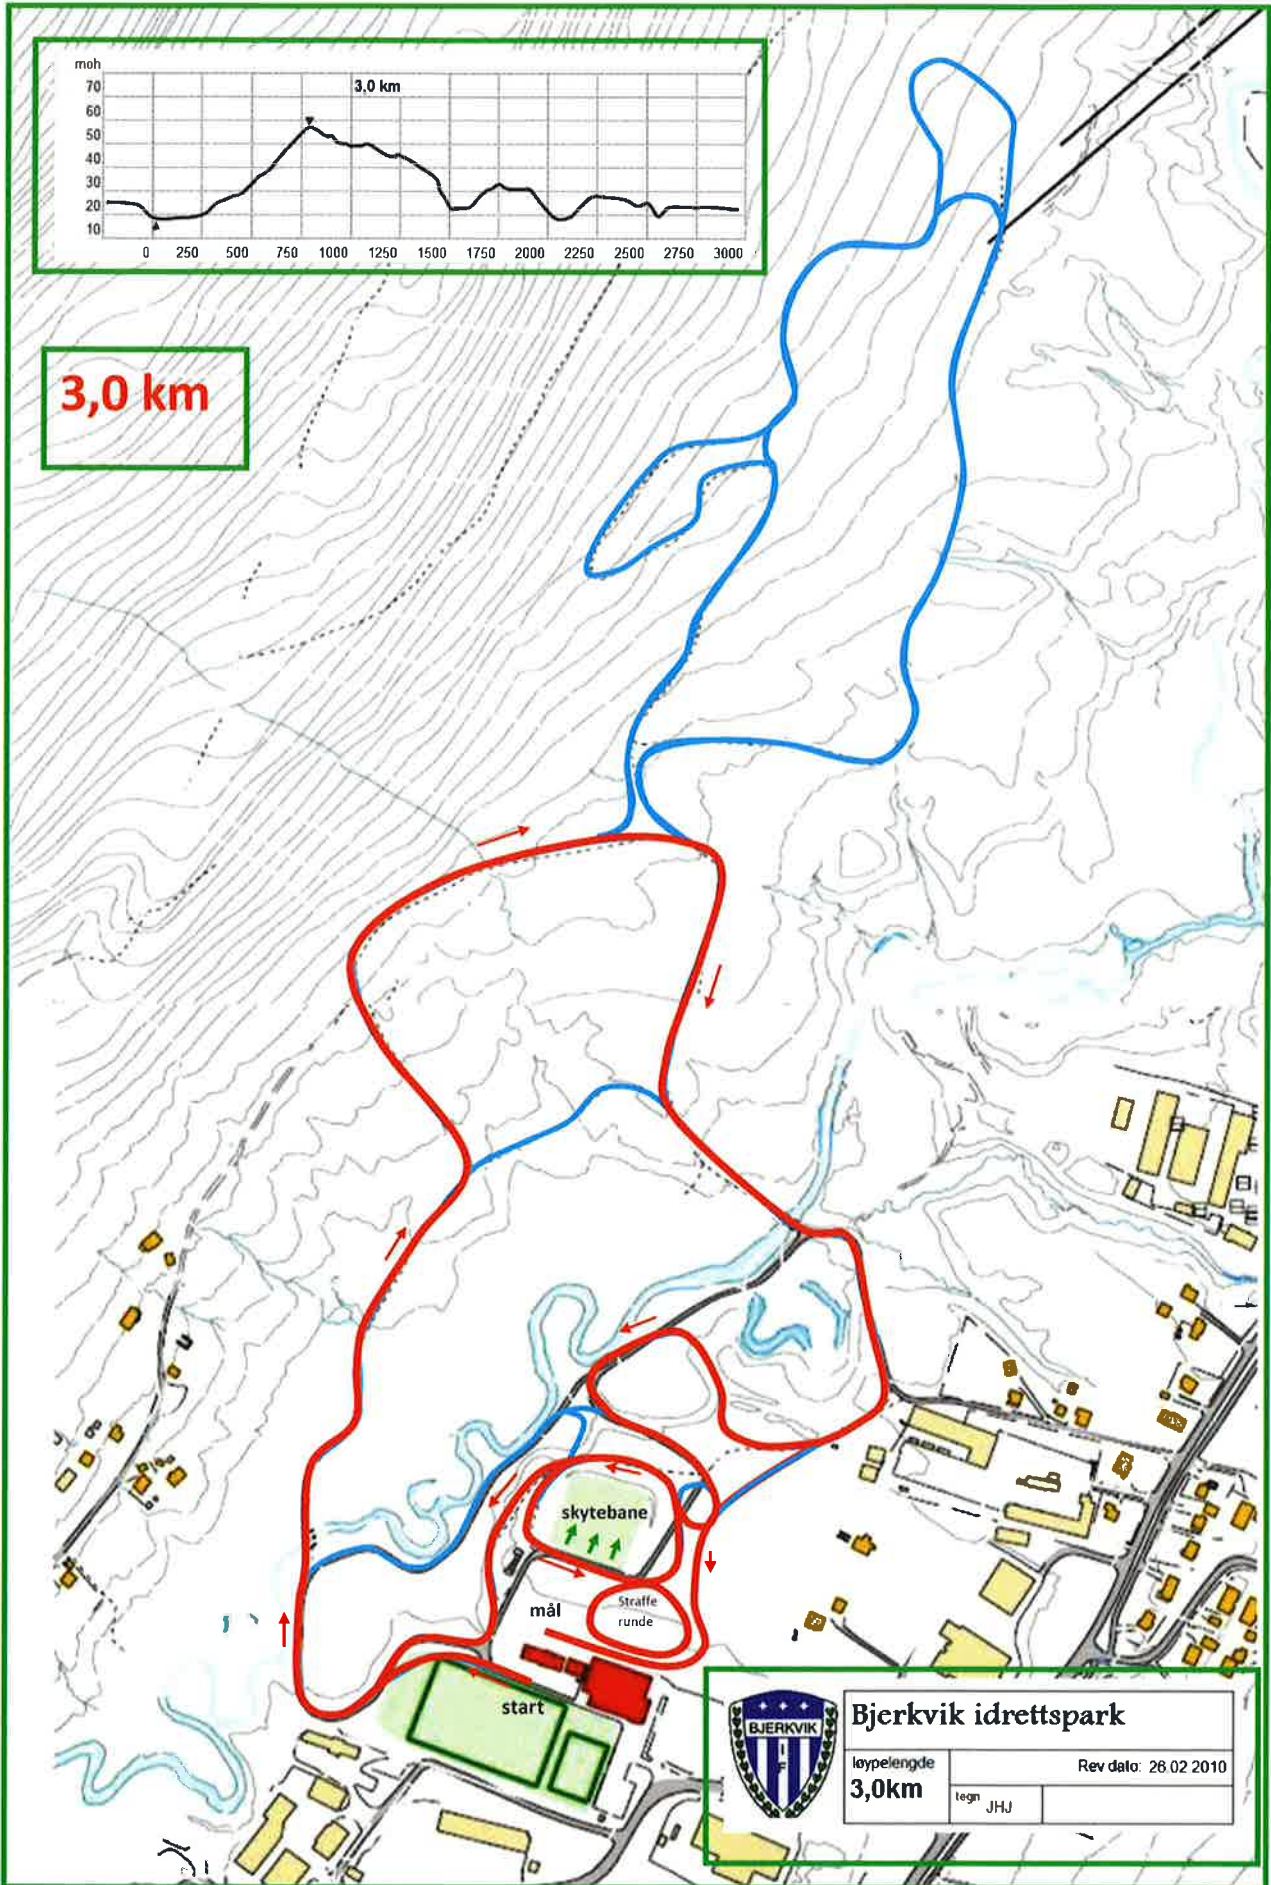 moh
3,0 km
70
60
50
40
30
20
10
0 250 500 750 1000 1250 1500 1750 2000 2250 2500 2750 3000
3,0 km
skytebane
Straffe
runde
mål
start
BJERKVIK
I
F
Bjerkvik idrettspark
løypelengde
3,0km
Rev dato: 26 02 2010
tegn JHJ